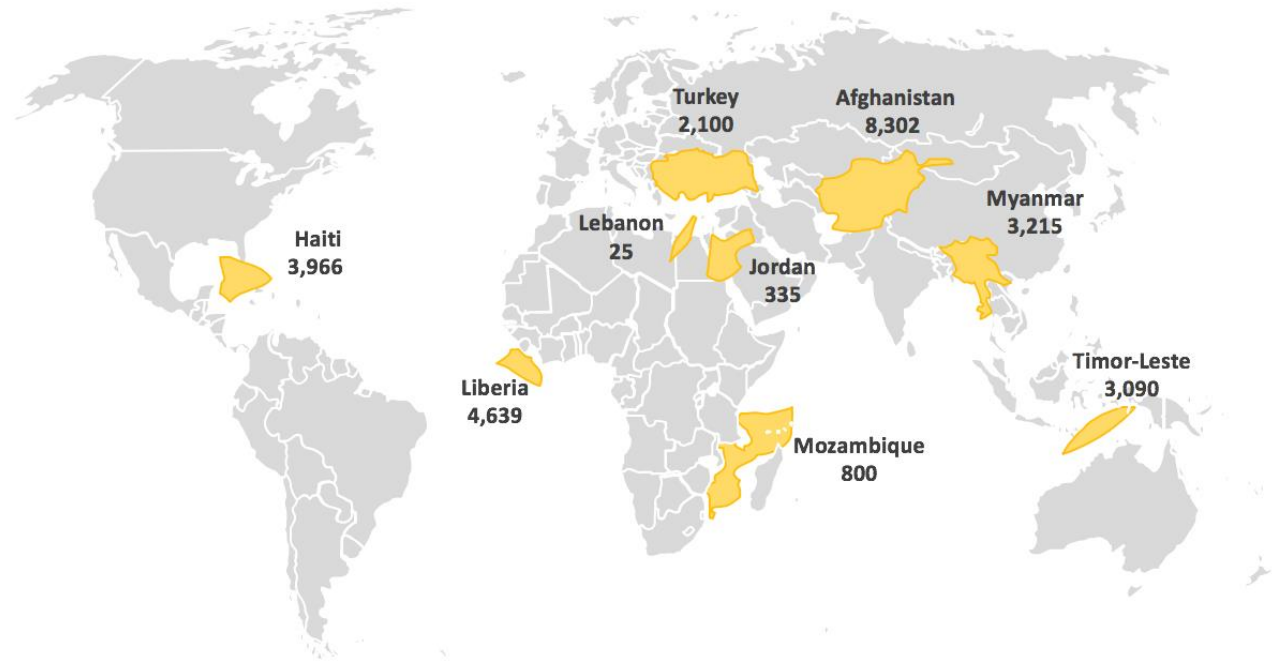 Turkey
2,100
Afghanistan
8,302
Myanmar
3,215
Lebanon
25
Haiti
3,966
Jordan
335
Timor-Leste
3,090
Liberia
4,639
Mozambique
800